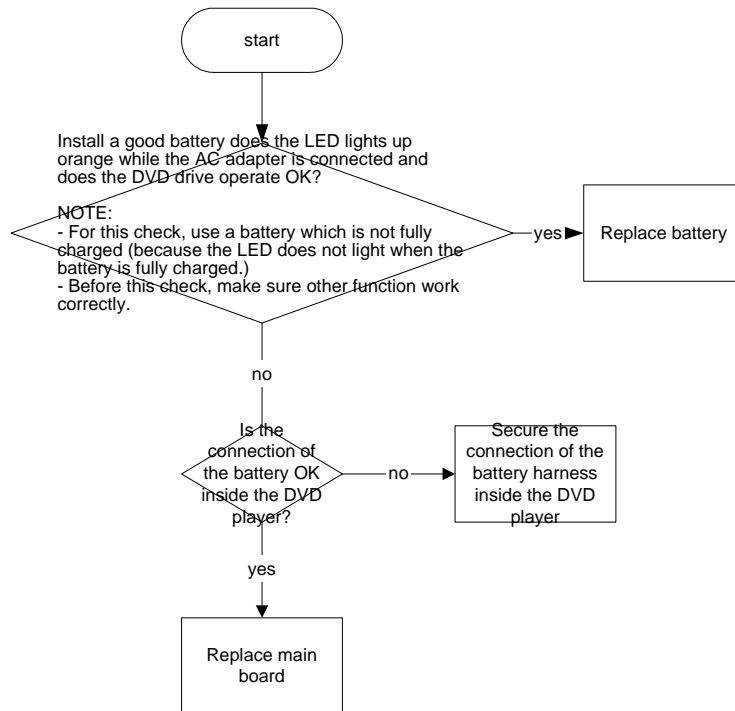 start
Install a good battery does the LED lights up
orange while the AC adapter is connected and
does the DVD drive operate OK?
NOTE:
- For this check, use a battery which is not fully
charged (because the LED does not light when the
battery is fully charged.)
- Before this check, make sure other function work
correctly.
yes
Replace battery
no
Is the
connection of
the battery OK
inside the DVD
player?
no
Secure the
connection of the
battery harness
inside the DVD
player
yes
Replace main
board